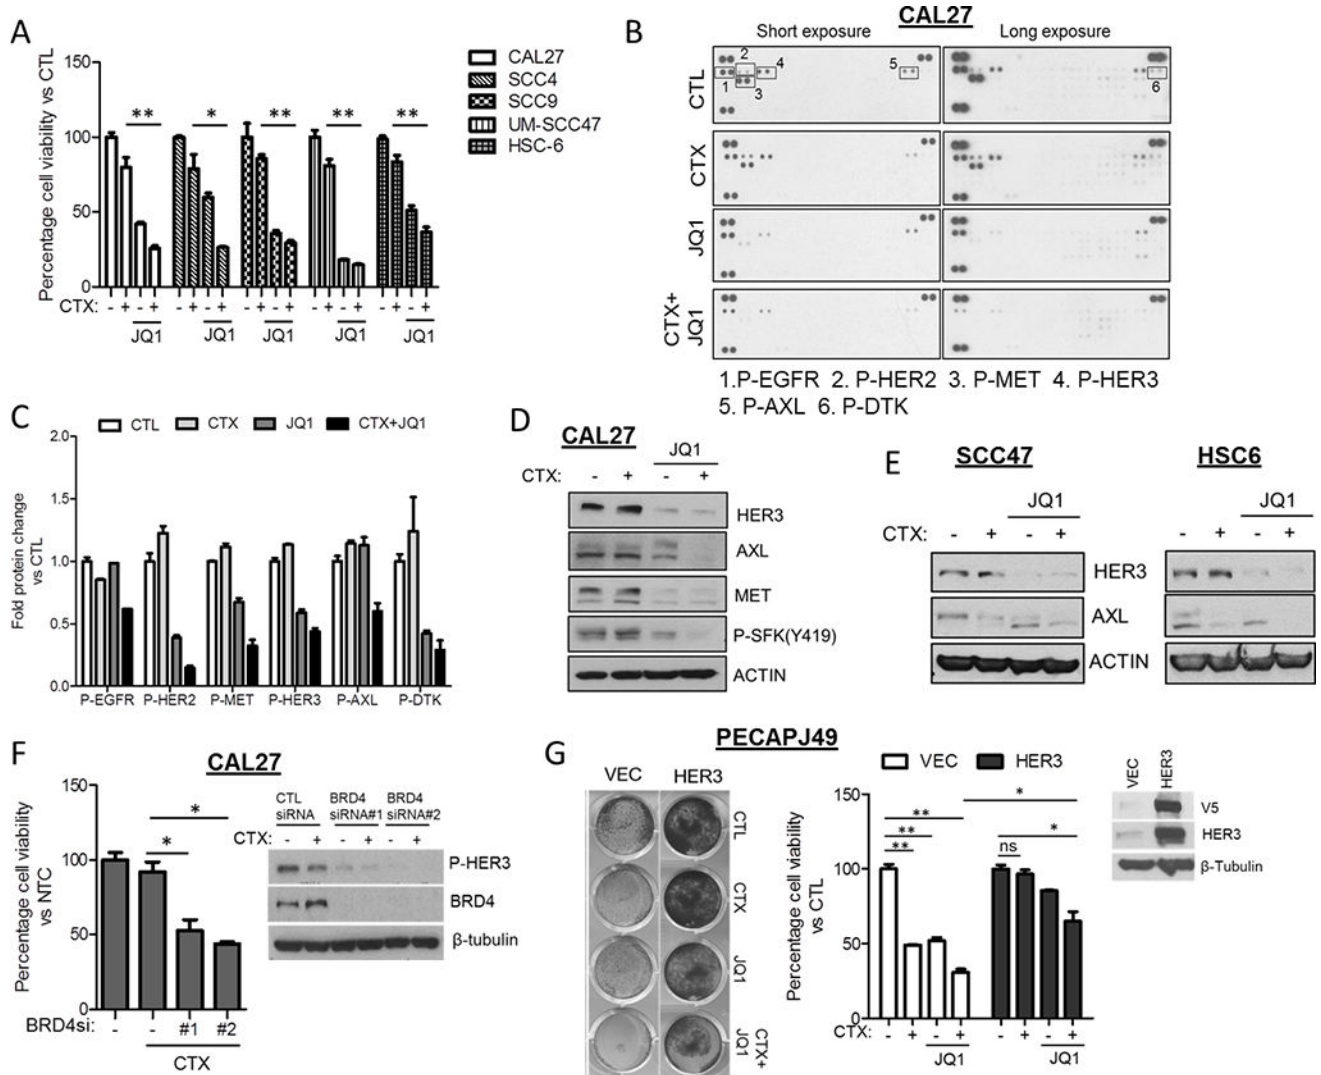 A
Percentage cell viability vs CTL
150
100
50
0
** * ** ** **
CAL27
SCC4
SCC9
UM-SCC47
HSC-6
CTX: - + - + - + - + - + - + - + - + - + - +
JQ1 JQ1 JQ1 JQ1 JQ1
B
CAL27
Short exposure Long exposure
CTL
CTX
JQ1
CTX+
JQ1
1 2 3 4 5 6
1.P-EGFR 2. P-HER2 3. P-MET 4. P-HER3
5. P-AXL 6. P-DTK
C
CTL CTX JQ1 CTX+JQ1
Fold protein change
vs CTL
2.0
1.5
1.0
0.5
0.0
P-EGFR P-HER2 P-MET P-HER3 P-AXL P-DTK
D
CAL27
JQ1
CTX: - + - +
HER3
AXL
MET
P-SFK(Y419)
ACTIN
E
SCC47 HSC6
JQ1 JQ1
CTX: - + - + - + - +
HER3
AXL
ACTIN
F
CAL27
Percentage cell viability
vs NTC
150
100
50
0
*
*
BRD4si: - - #1 #2
CTX
CTL siRNA
BRD4 siRNA#1
BRD4 siRNA#2
CTX: - + - + - +
P-HER3
BRD4
β-tubulin
G
PECAPJ49
VEC HER3
CTL
CTX
JQ1
CTX+
JQ1
VEC HER3
Percentage cell viability
vs CTL
150
100
50
0
*
** *
** ns
**
CTX: - + - + - + - +
JQ1 JQ1
VEC HER3
V5
HER3
β-Tubulin